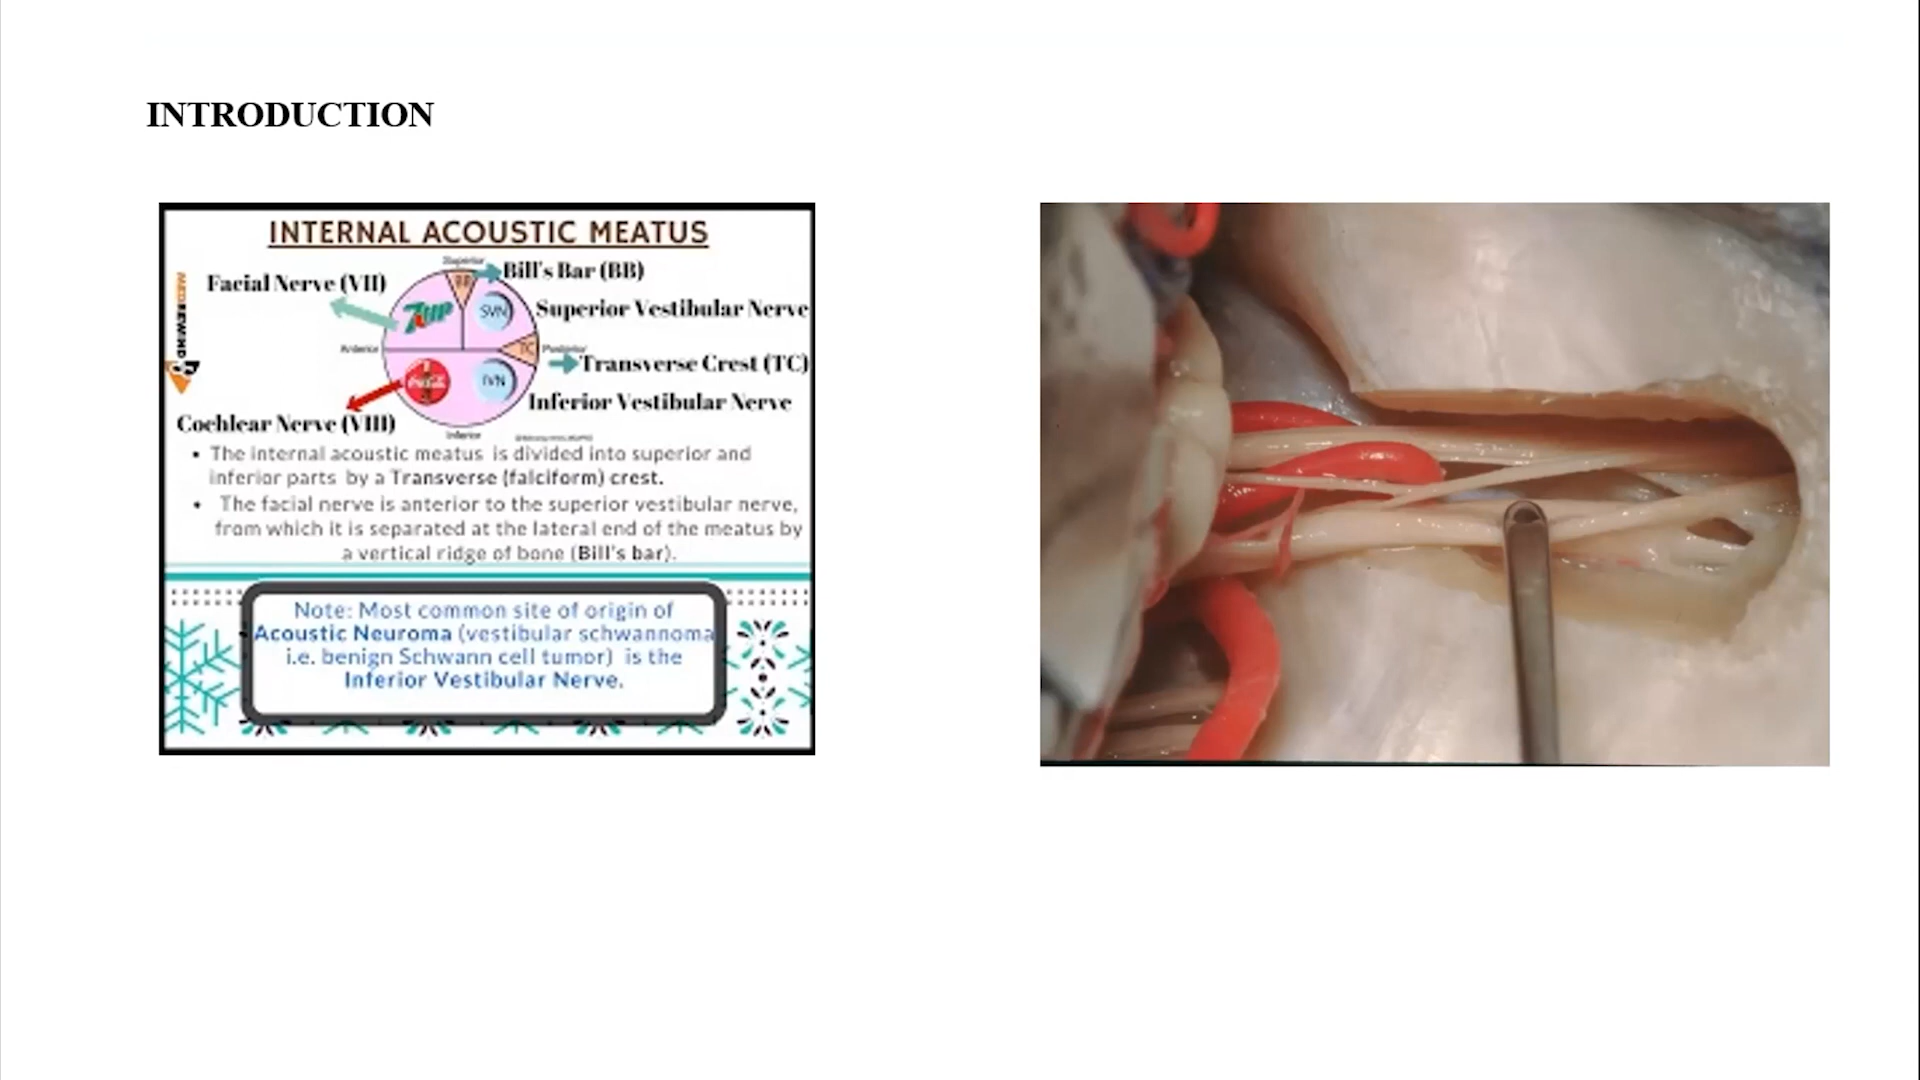 INTRODUCTION
INTERNAL ACOUSTIC MEATUS
Superior
Bill's Bar (BB)
Facial Nerve (VII)
BB
7UP
SVN
Superior Vestibular Nerve
MEDREWIND
Anterior
TC
Posterior
Transverse Crest (TC)
IVN
Inferior Vestibular Nerve
Cochlear Nerve (VIII)
Inferior
• The internal acoustic meatus is divided into superior and
inferior parts by a Transverse (falciform) crest.
• The facial nerve is anterior to the superior vestibular nerve,
from which it is separated at the lateral end of the meatus by
a vertical ridge of bone (Bill's bar).
Note: Most common site of origin of
Acoustic Neuroma (vestibular schwannoma
i.e. benign Schwann cell tumor) is the
Inferior Vestibular Nerve.